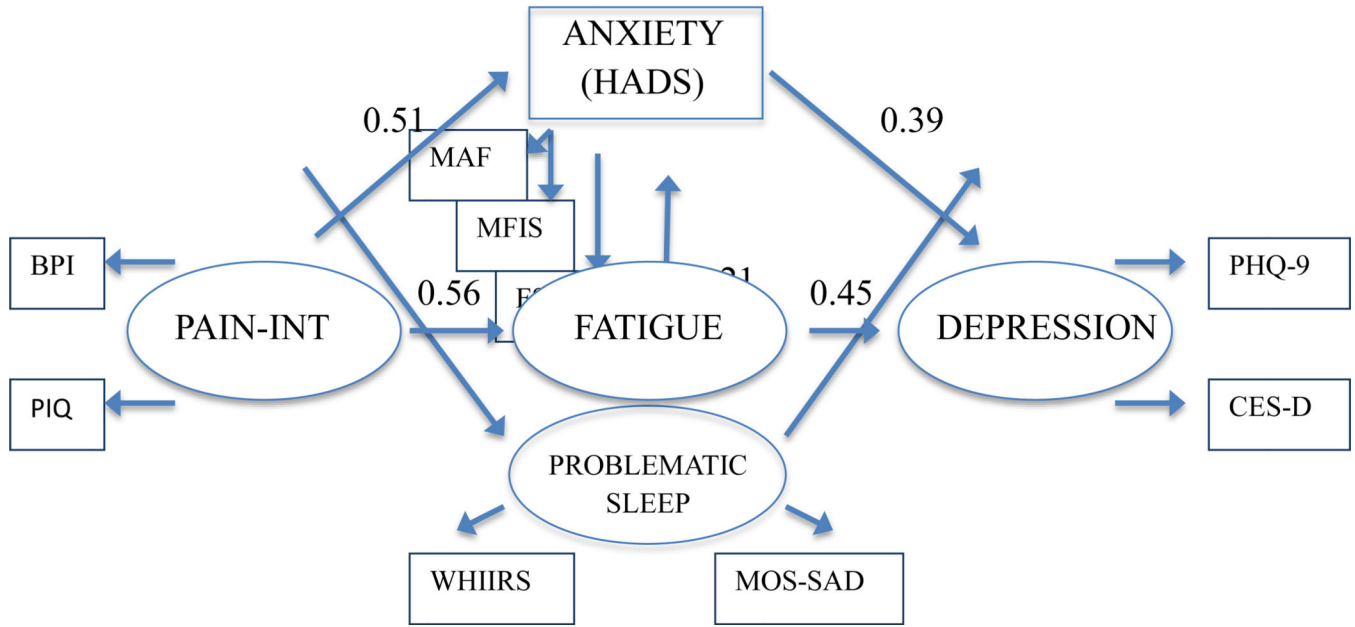 ANXIETY
(HADS)
0.51
0.39
MAF
MFIS
BPI
PHQ-9
0.56
0.45
PAIN-INT
FATIGUE
DEPRESSION
PIQ
CES-D
PROBLEMATIC
SLEEP
WHIIRS
MOS-SAD